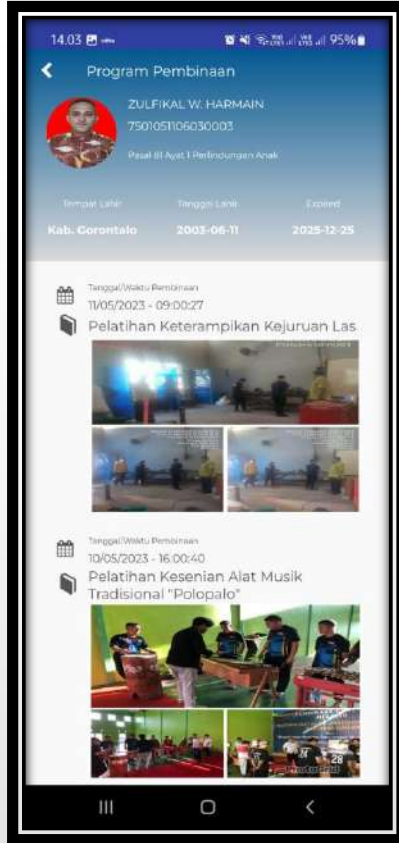 14.03
95%
Program Pembinaan
ZULFIKAL W. HARMAIN
7501051106030003
Pasal 81 Ayat 1 Perlindungan Anak
Tempat Lahir Tanggal Lahir Expired
Kab. Gorontalo 2003-06-11 2025-12-25
Tanggal/Waktu Pembinaan
11/05/2023 - 09:00:27
Pelatihan Keterampikan Kejuruan Las
Tanggal/Waktu Pembinaan
10/05/2023 - 16:00:40
Pelatihan Kesenian Alat Musik
Tradisional "Polopalo"
28